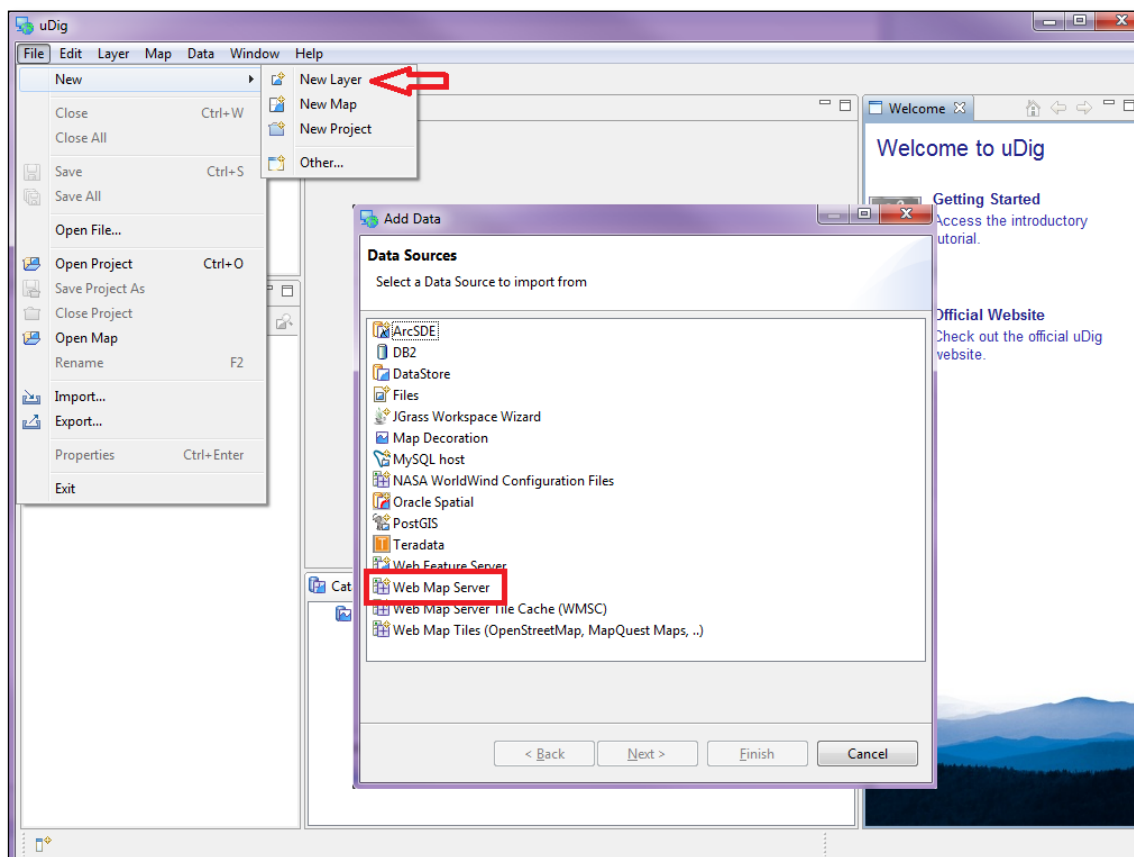 uDig
File Edit Layer Map Data Window Help
New
New Layer
New Map
New Project
Other...
Close Ctrl+W
Close All
Save Ctrl+S
Save All
Open File...
Open Project Ctrl+O
Save Project As
Close Project
Open Map
Rename F2
Import...
Export...
Properties Ctrl+Enter
Exit
Welcome
Welcome to uDig
Getting Started
Access the introductory
utorial.
Official Website
Check out the official uDig
website.
Cat
Add Data
Data Sources
Select a Data Source to import from
ArcSDE
DB2
DataStore
Files
JGrass Workspace Wizard
Map Decoration
MySQL host
NASA WorldWind Configuration Files
Oracle Spatial
PostGIS
Teradata
Web Feature Server
Web Map Server
Web Map Server Tile Cache (WMSC)
Web Map Tiles (OpenStreetMap, MapQuest Maps, ..)
< Back Next > Finish Cancel